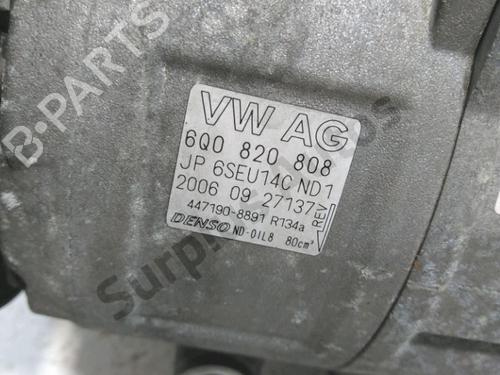 VW AG
6Q0 820 808
JP 6SEU14C ND1
2006 09 27137
447190-8891 R134a
REV
DENSO ND-OIL8 80cm³
B-PARTS